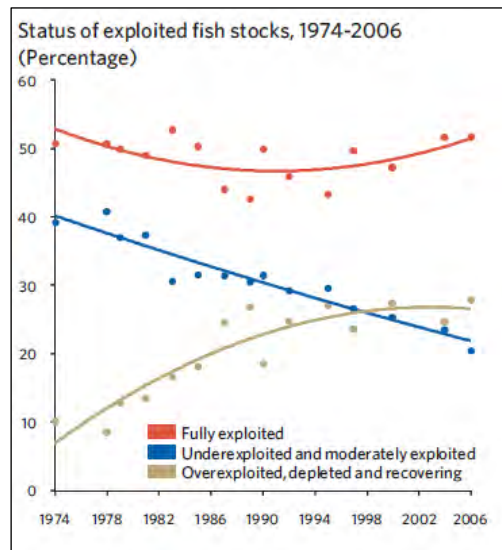 Status of exploited fish stocks, 1974-2006
(Percentage)
60
50
40
30
20
10
0
Fully exploited
Underexploited and moderately exploited
Overexploited, depleted and recovering
1974 1978 1982 1986 1990 1994 1998 2002 2006